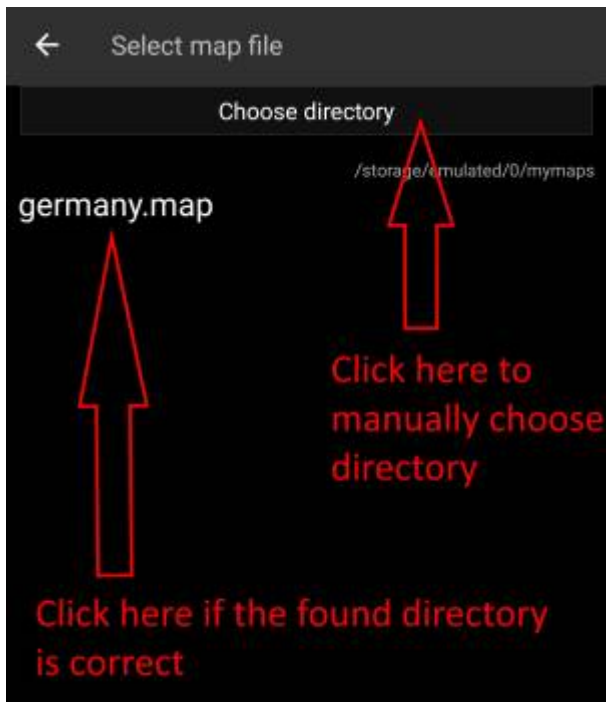 Select map file
Choose directory
/storage/emulated/0/mymaps
germany.map
Click here to
manually choose
directory
Click here if the found directory
is correct